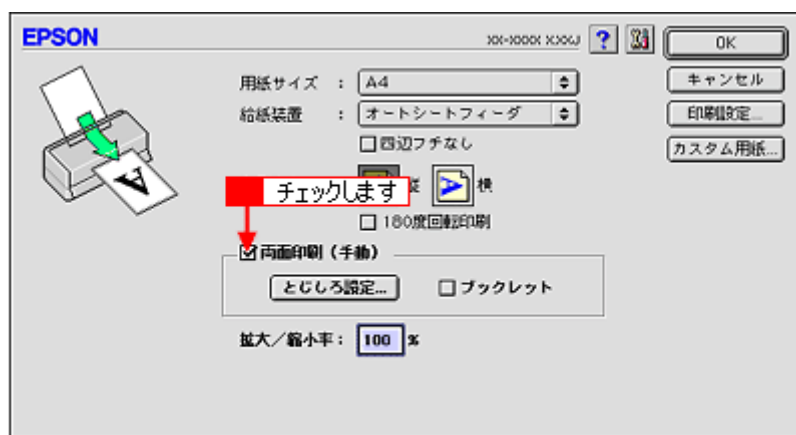 EPSON
XX-XXXX X.XXJ
?
OK
用紙サイズ : A4
キャンセル
給紙装置 : オートシートフィーダ
印刷設定...
四辺フチなし
カスタム用紙...
縦 横
チェックします
180度回転印刷
両面印刷（手動）
とじしろ設定...
ブックレット
拡大／縮小率: 100 %